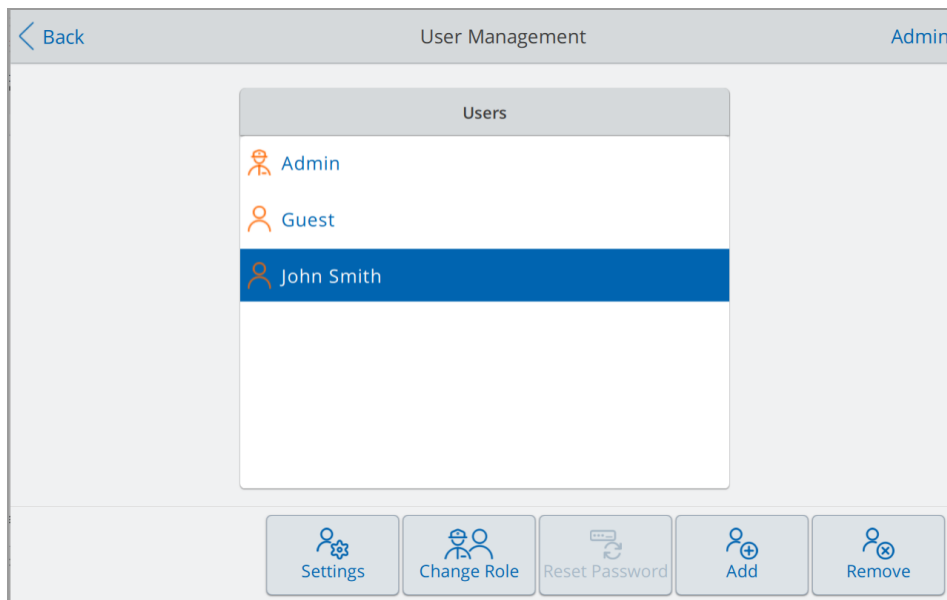 Back
User Management
Admin
Users
Admin
Guest
John Smith
Settings
Change Role
Reset Password
Add
Remove